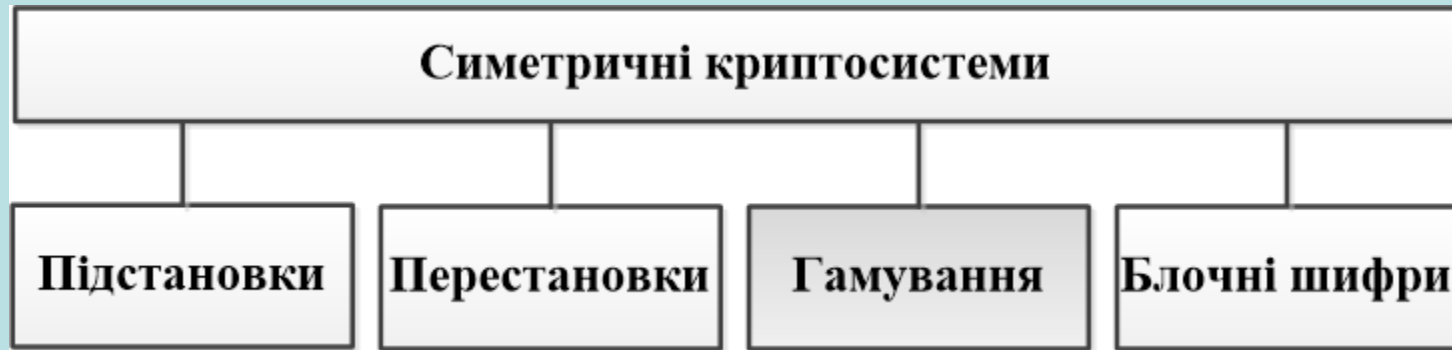 Симетричні криптосистеми
Підстановки
Перестановки
Гамування
Блочні шифри